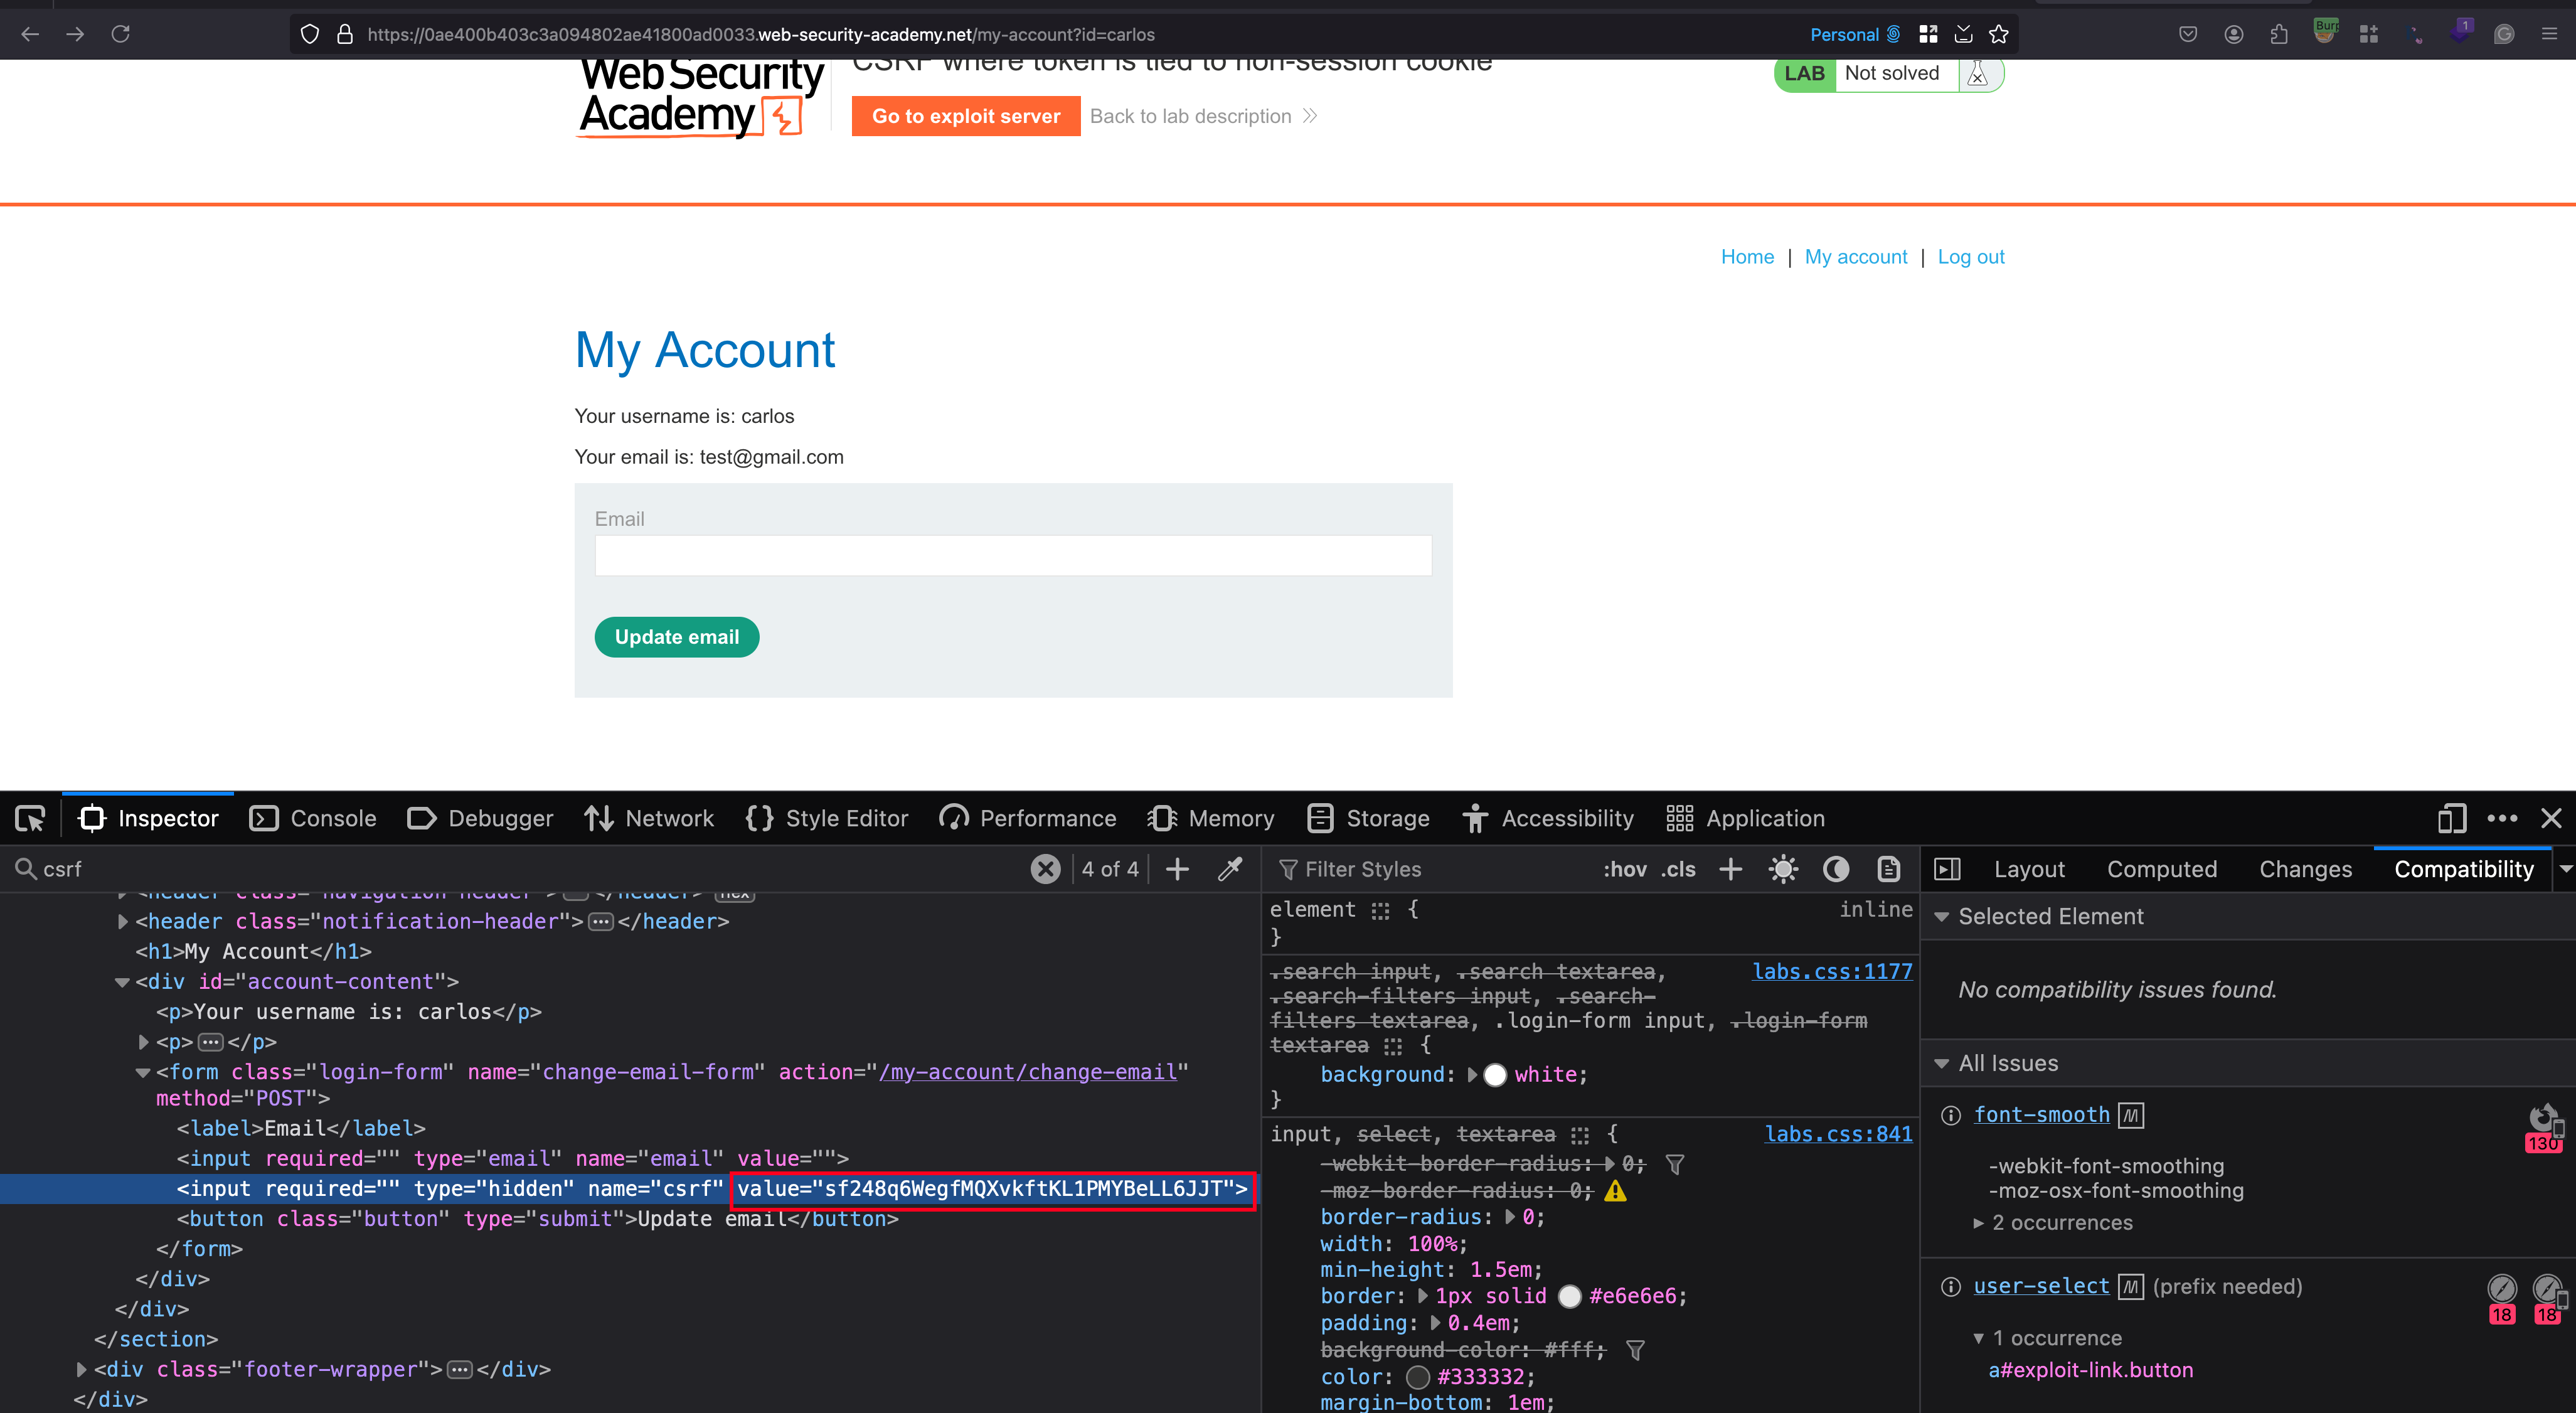 https://0ae400b403c3a094802ae41800ad0033.web-security-academy.net/my-account?id=carlos
Personal
Burp
1
Web Security
Academy
CSRF where token is tied to non-session cookie
LAB Not solved
Go to exploit server
Back to lab description
Home | My account | Log out
My Account
Your username is: carlos
Your email is: test@gmail.com
Email
Update email
Inspector Console Debugger Network Style Editor Performance Memory Storage Accessibility Application
csrf
4 of 4
<header class="navigation-header"> </header> flex
<header class="notification-header"> </header>
<h1>My Account</h1>
<div id="account-content">
<p>Your username is: carlos</p>
<p> </p>
<form class="login-form" name="change-email-form" action="/my-account/change-email"
method="POST">
<label>Email</label>
<input required="" type="email" name="email" value="">
<input required="" type="hidden" name="csrf" value="sf248q6WegfMQXvkftKL1PMYBeLL6JJT">
<button class="button" type="submit">Update email</button>
</form>
</div>
</div>
</section>
<div class="footer-wrapper"> </div>
</div>
Filter Styles
:hov .cls
element { inline
}
.search input, .search textarea, labs.css:1177
.search-filters input, .search-
filters textarea, .login-form input, .login-form
textarea {
background: white;
}
input, select, textarea { labs.css:841
-webkit-border-radius: 0;
-moz-border-radius: 0;
border-radius: 0;
width: 100%;
min-height: 1.5em;
border: 1px solid #e6e6e6;
padding: 0.4em;
background-color: #fff;
color: #333332;
margin-bottom: 1em;
Layout Computed Changes Compatibility
Selected Element
No compatibility issues found.
All Issues
font-smooth
130
-webkit-font-smoothing
-moz-osx-font-smoothing
2 occurrences
user-select (prefix needed)
18 18
1 occurrence
a#exploit-link.button